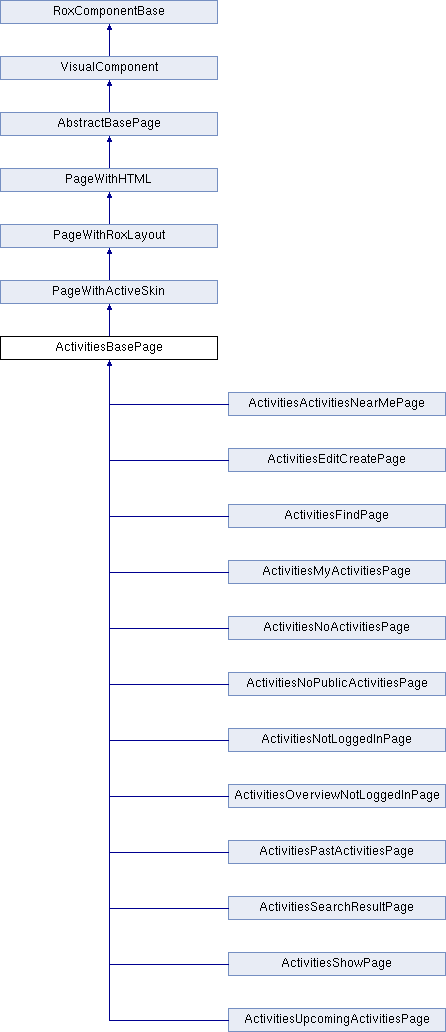 RoxComponentBase
VisualComponent
AbstractBasePage
PageWithHTML
PageWithRoxLayout
PageWithActiveSkin
ActivitiesBasePage
ActivitiesActivitiesNearMePage
ActivitiesEditCreatePage
ActivitiesFindPage
ActivitiesMyActivitiesPage
ActivitiesNoActivitiesPage
ActivitiesNoPublicActivitiesPage
ActivitiesNotLoggedInPage
ActivitiesOverviewNotLoggedInPage
ActivitiesPastActivitiesPage
ActivitiesSearchResultPage
ActivitiesShowPage
ActivitiesUpcomingActivitiesPage